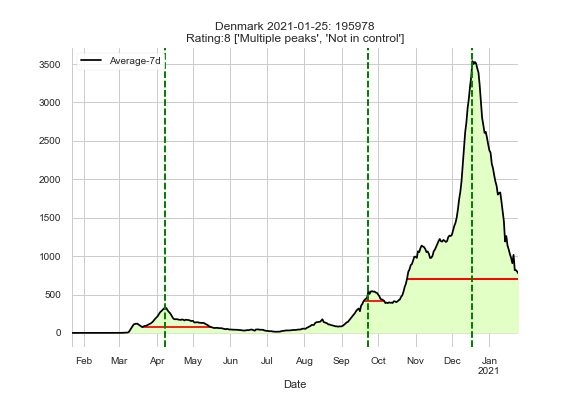 Denmark 2021-01-25: 195978
Rating:8 ['Multiple peaks', 'Not in control']
Average-7d
3500
3000
2500
2000
1500
1000
500
0
Feb Mar Apr May Jun Jul Aug Sep Oct Nov Dec Jan
2021
Date